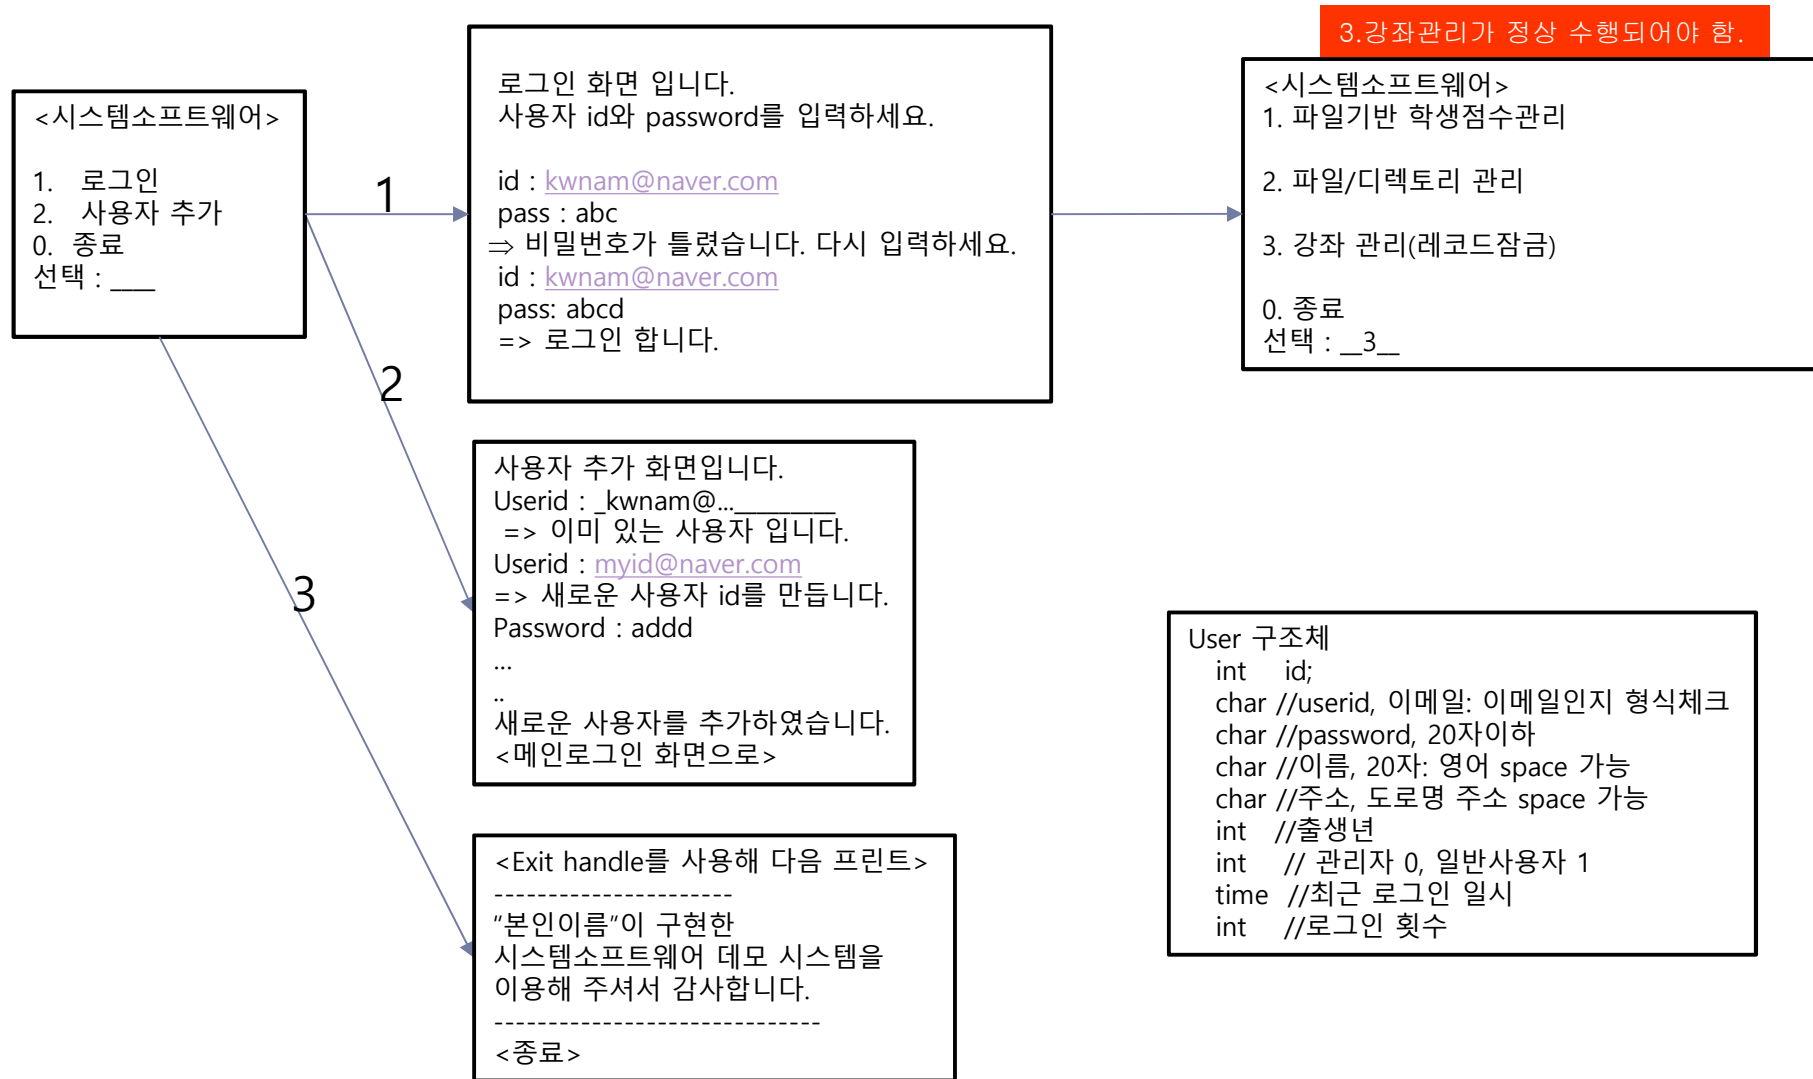 3.강좌관리가 정상 수행되어야 함.
<시스템소프트웨어>
1. 로그인
2. 사용자 추가
0. 종료
선택 : ____
1
2
3
로그인 화면 입니다.
사용자 id와 password를 입력하세요.
id : kwnam@naver.com
pass : abc
⇒ 비밀번호가 틀렸습니다. 다시 입력하세요.
id : kwnam@naver.com
pass: abcd
=> 로그인 합니다.
<시스템소프트웨어>
1. 파일기반 학생점수관리
2. 파일/디렉토리 관리
3. 강좌 관리(레코드잠금)
0. 종료
선택 : __3__
사용자 추가 화면입니다.
Userid : _kwnam@..._________
=> 이미 있는 사용자 입니다.
Userid : myid@naver.com
=> 새로운 사용자 id를 만듭니다.
Password : addd
...
..
새로운 사용자를 추가하였습니다.
<메인로그인 화면으로>
<Exit handle를 사용해 다음 프린트>
----------------------
“본인이름”이 구현한
시스템소프트웨어 데모 시스템을
이용해 주셔서 감사합니다.
------------------------------
<종료>
User 구조체
int id;
char //userid, 이메일: 이메일인지 형식체크
char //password, 20자이하
char //이름, 20자: 영어 space 가능
char //주소, 도로명 주소 space 가능
int //출생년
int // 관리자 0, 일반사용자 1
time //최근 로그인 일시
int //로그인 횟수